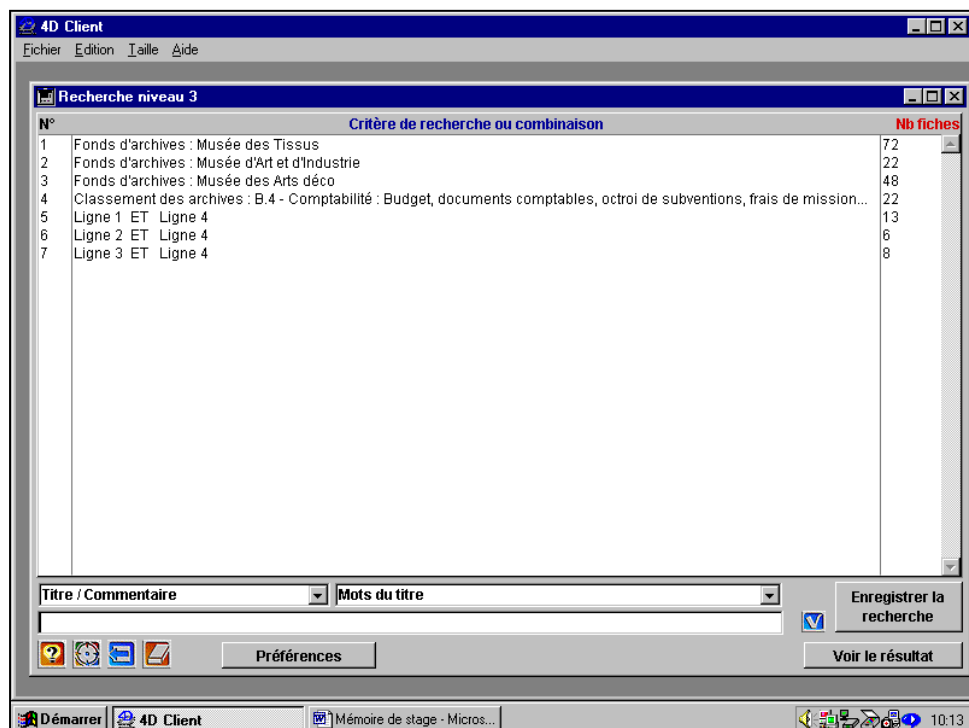 4D Client
Fichier Edition Taille Aide
Recherche niveau 3
N° Critère de recherche ou combinaison Nb fiches
1 Fonds d'archives : Musée des Tissus 72
2 Fonds d'archives : Musée d'Art et d'Industrie 22
3 Fonds d'archives : Musée des Arts déco 48
4 Classement des archives : B.4 - Comptabilité : Budget, documents comptables, octroi de subventions, frais de mission... 22
5 Ligne 1 ET Ligne 4 13
6 Ligne 2 ET Ligne 4 6
7 Ligne 3 ET Ligne 4 8
Titre / Commentaire Mots du titre
Enregistrer la
recherche
Préférences Voir le résultat
Démarrer 4D Client Mémoire de stage - Micros... 10:13